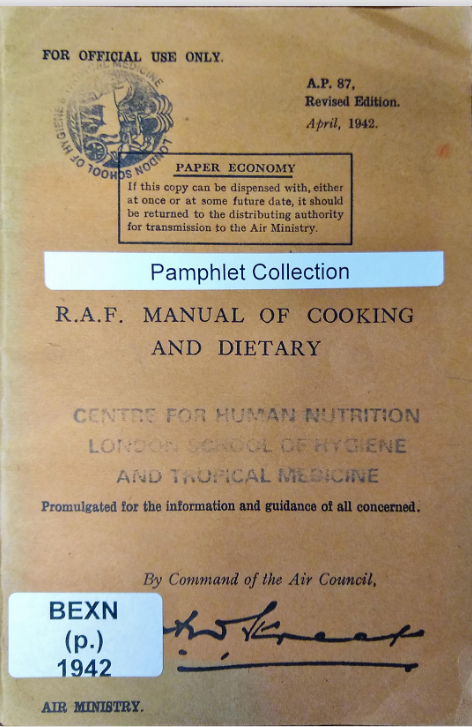 FOR OFFICIAL USE ONLY.
A.P. 87,
Revised Edition.
April, 1942.
LONDON SCHOOL OF HYGIENE & TROPICAL MEDICINE
PAPER ECONOMY
If this copy can be dispensed with, either
at once or at some future date, it should
be returned to the distributing authority
for transmission to the Air Ministry.
Pamphlet Collection
R.A.F. MANUAL OF COOKING
AND DIETARY
CENTRE FOR HUMAN NUTRITION
LONDON SCHOOL OF HYGIENE
AND TROPICAL MEDICINE
Promulgated for the information and guidance of all concerned.
By Command of the Air Council,
BEXN
(p.)
1942
AIR MINISTRY.